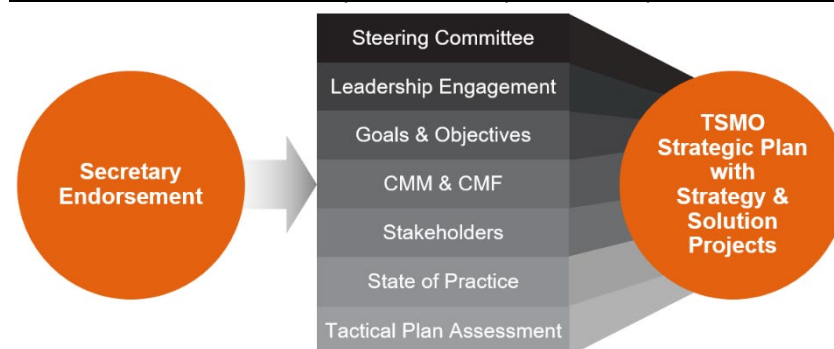 Secretary
Endorsement
Steering Committee
Leadership Engagement
Goals & Objectives
CMM & CMF
Stakeholders
State of Practice
Tactical Plan Assessment
TSMO
Strategic Plan
with
Strategy &
Solution
Projects